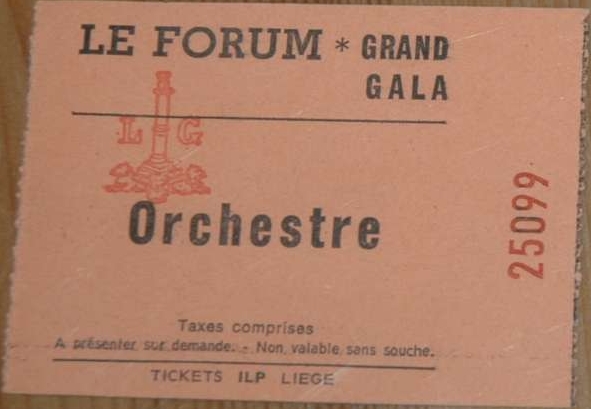 LE FORUM * GRAND
GALA
L G
Orchestre
25099
Taxes comprises
A présenter sur demande. - Non valable sans souche.
TICKETS ILP LIEGE